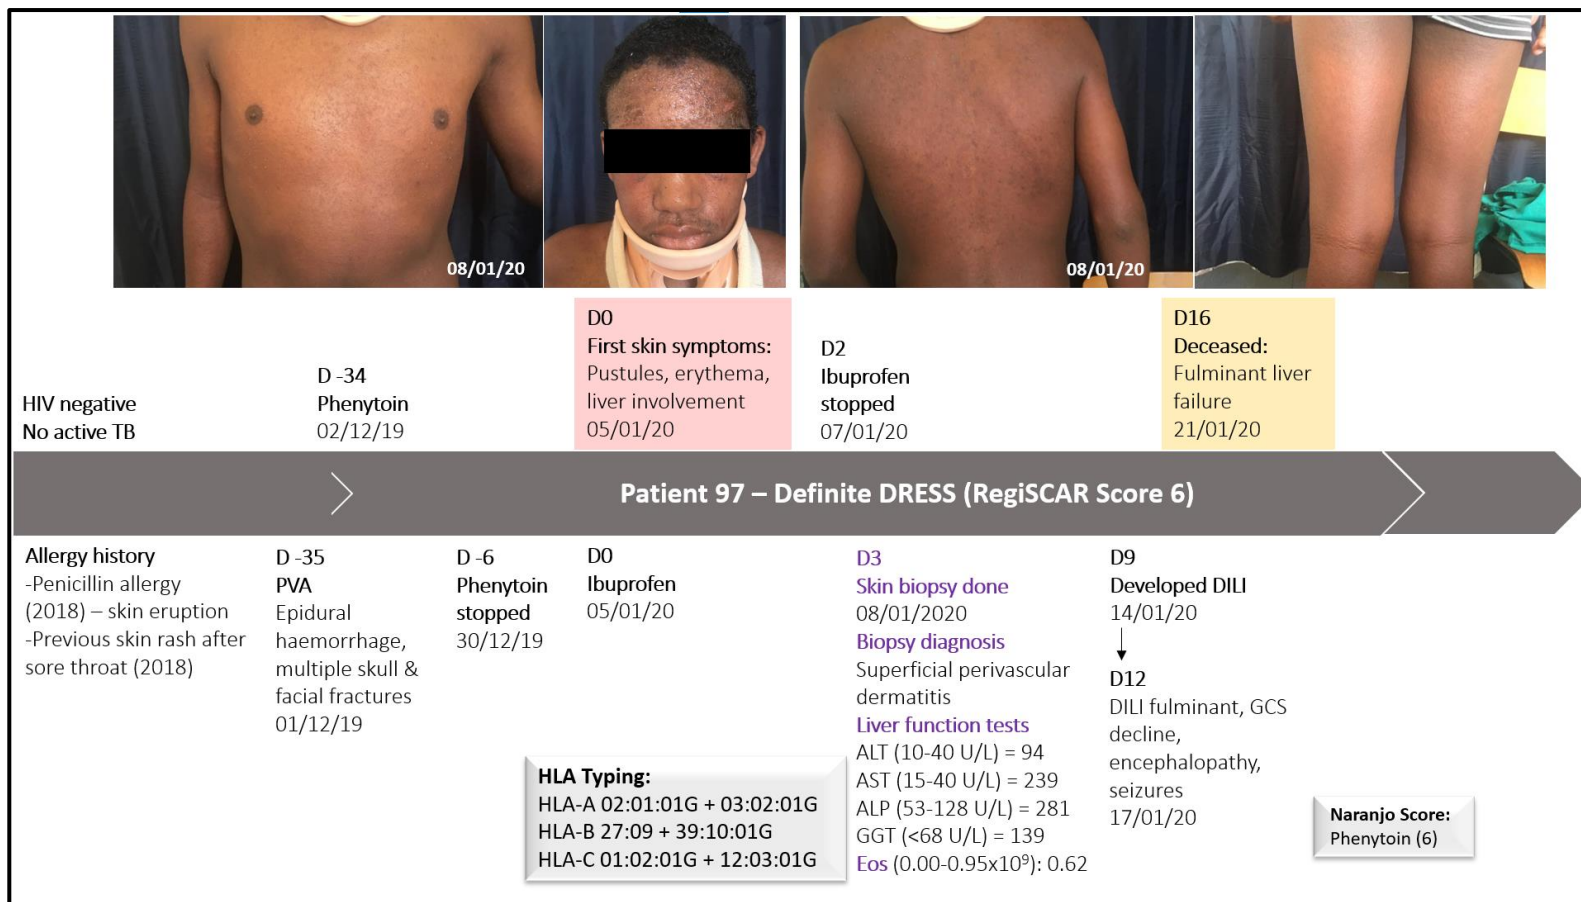 08/01/20
08/01/20
HIV negative
No active TB
D -34
Phenytoin
02/12/19
D0
First skin symptoms:
Pustules, erythema,
liver involvement
05/01/20
D2
Ibuprofen
stopped
07/01/20
D16
Deceased:
Fulminant liver
failure
21/01/20
Patient 97 – Definite DRESS (RegiSCAR Score 6)
Allergy history
-Penicillin allergy
(2018) – skin eruption
-Previous skin rash after
sore throat (2018)
D -35
PVA
Epidural
haemorrhage,
multiple skull &
facial fractures
01/12/19
D -6
Phenytoin
stopped
30/12/19
D0
Ibuprofen
05/01/20
HLA Typing:
HLA-A 02:01:01G + 03:02:01G
HLA-B 27:09 + 39:10:01G
HLA-C 01:02:01G + 12:03:01G
D3
Skin biopsy done
08/01/2020
Biopsy diagnosis
Superficial perivascular
dermatitis
Liver function tests
ALT (10-40 U/L) = 94
AST (15-40 U/L) = 239
ALP (53-128 U/L) = 281
GGT (<68 U/L) = 139
Eos (0.00-0.95x10⁹): 0.62
D9
Developed DILI
14/01/20
D12
DILI fulminant, GCS
decline,
encephalopathy,
seizures
17/01/20
Naranjo Score:
Phenytoin (6)